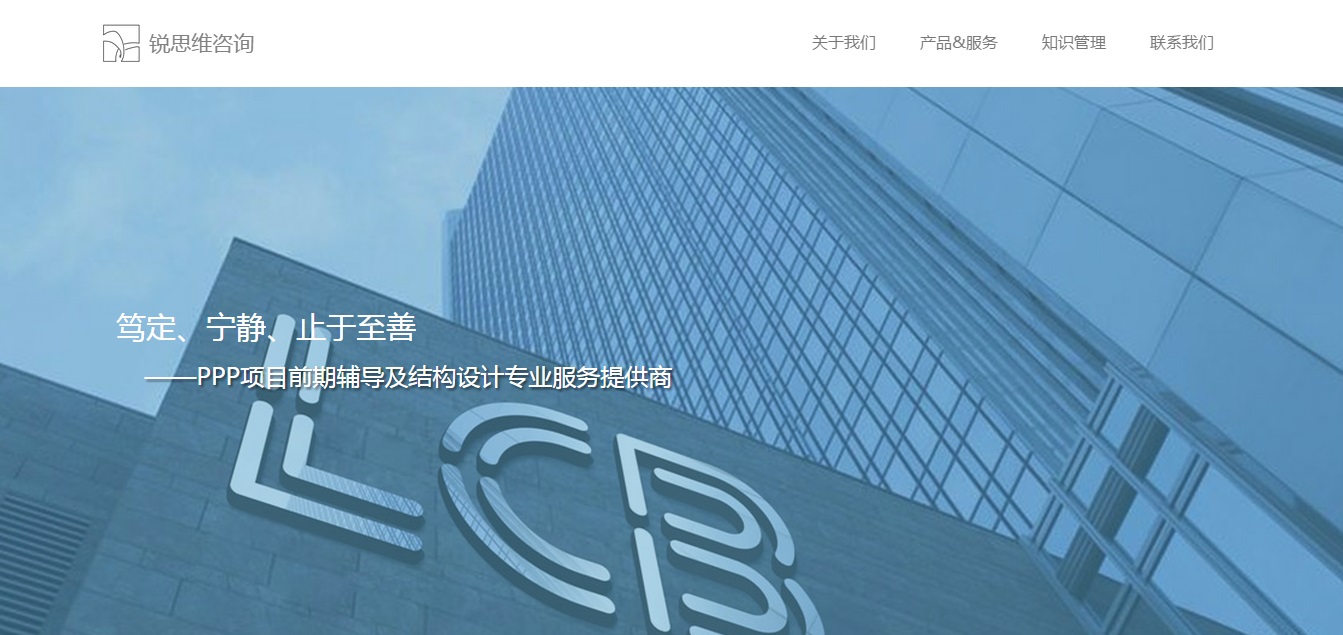 锐思维咨询
关于我们 产品&服务 知识管理 联系我们
笃定、宁静、止于至善
——PPP项目前期辅导及结构设计专业服务提供商
LCB